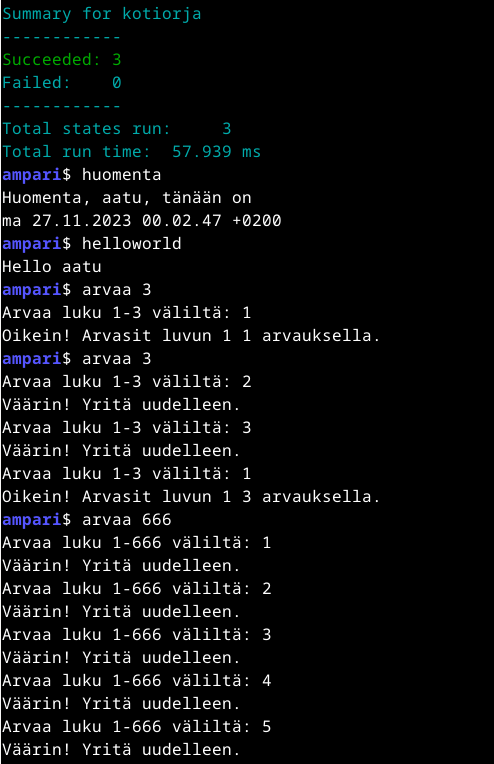 Summary for kotiorja
------------
Succeeded: 3
Failed:    0
------------
Total states run:     3
Total run time:  57.939 ms
ampari$ huomenta
Huomenta, aatu, tänään on
ma 27.11.2023 00.02.47 +0200
ampari$ helloworld
Hello aatu
ampari$ arvaa 3
Arvaa luku 1-3 väliltä: 1
Oikein! Arvasit luvun 1 1 arvauksella.
ampari$ arvaa 3
Arvaa luku 1-3 väliltä: 2
Väärin! Yritä uudelleen.
Arvaa luku 1-3 väliltä: 3
Väärin! Yritä uudelleen.
Arvaa luku 1-3 väliltä: 1
Oikein! Arvasit luvun 1 3 arvauksella.
ampari$ arvaa 666
Arvaa luku 1-666 väliltä: 1
Väärin! Yritä uudelleen.
Arvaa luku 1-666 väliltä: 2
Väärin! Yritä uudelleen.
Arvaa luku 1-666 väliltä: 3
Väärin! Yritä uudelleen.
Arvaa luku 1-666 väliltä: 4
Väärin! Yritä uudelleen.
Arvaa luku 1-666 väliltä: 5
Väärin! Yritä uudelleen.